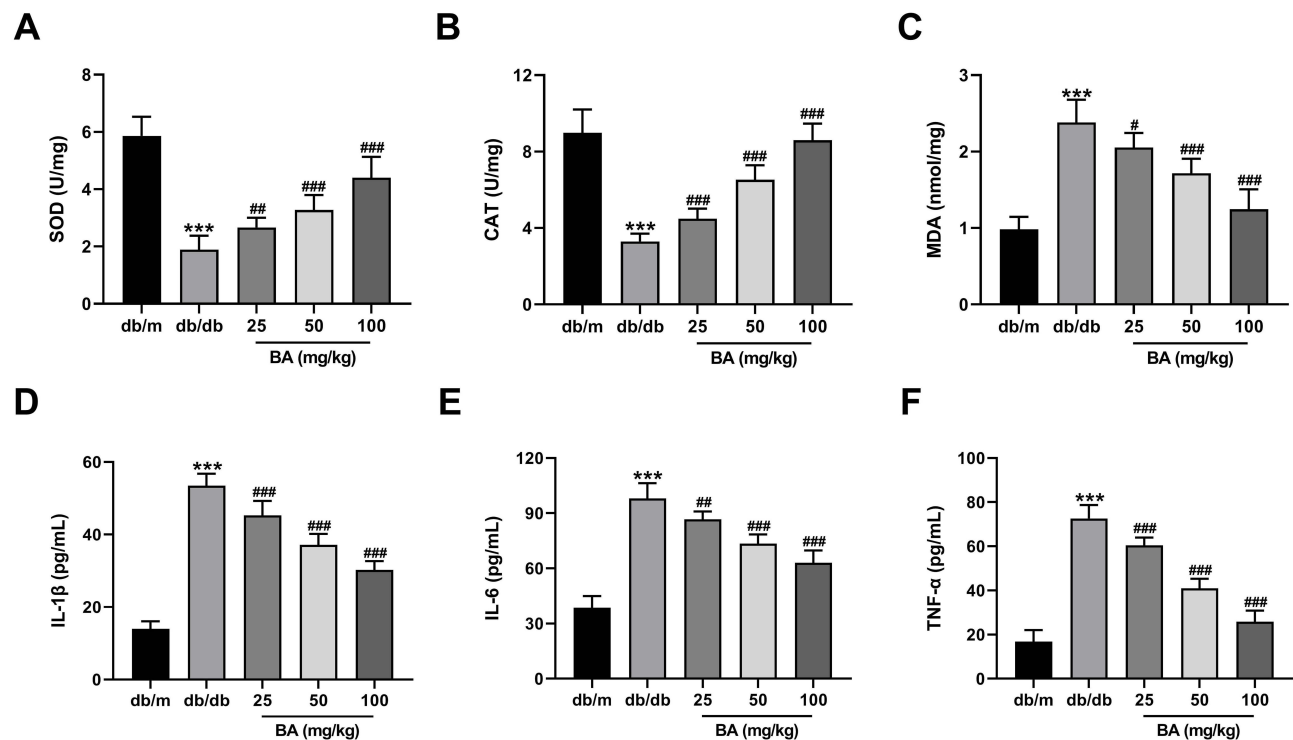 A
SOD (U/mg)
8
6
4
2
0
***
##
###
###
db/m db/db 25 50 100
BA (mg/kg)
B
CAT (U/mg)
12
8
4
0
***
###
###
###
db/m db/db 25 50 100
BA (mg/kg)
C
MDA (nmol/mg)
3
2
1
0
***
#
###
###
db/m db/db 25 50 100
BA (mg/kg)
D
IL-1β (pg/mL)
60
40
20
0
***
###
###
###
db/m db/db 25 50 100
BA (mg/kg)
E
IL-6 (pg/mL)
120
90
60
30
0
***
##
###
###
db/m db/db 25 50 100
BA (mg/kg)
F
TNF-α (pg/mL)
100
80
60
40
20
0
***
###
###
###
db/m db/db 25 50 100
BA (mg/kg)